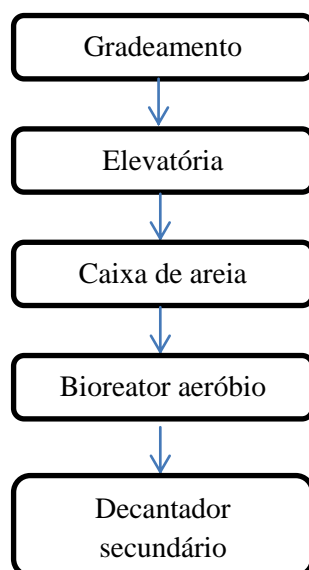 Gradeamento
Elevatória
Caixa de areia
Bioreator aeróbio
Decantador
secundário